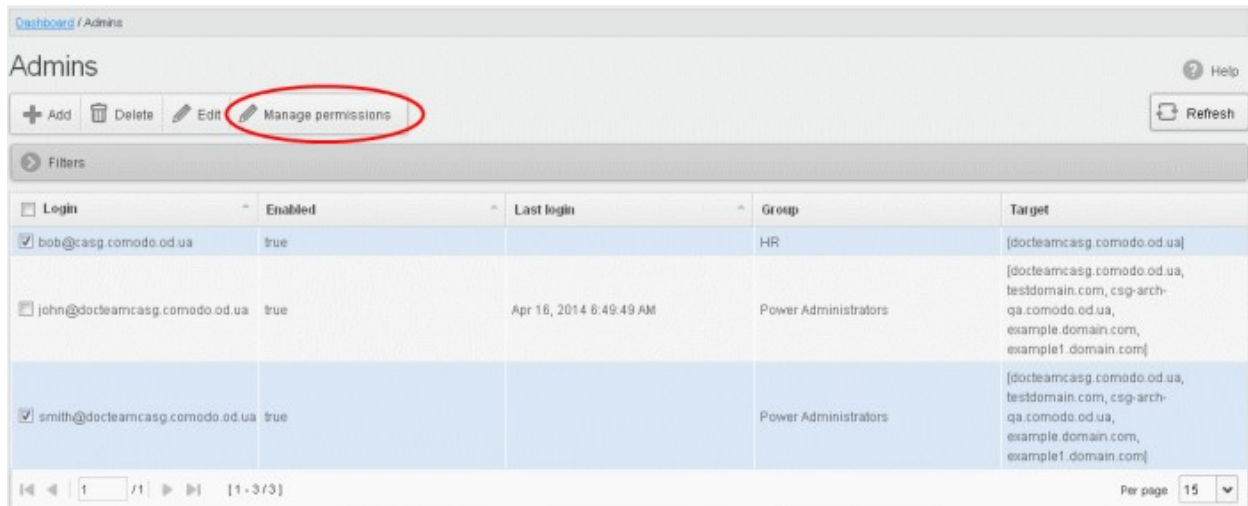 Dashboard / Admins
Admins
Help
Add Delete Edit Manage permissions
Refresh
Filters
Login Enabled Last login Group Target
bob@casg.comodo.od.ua true HR [docteamcasg.comodo.od.ua]
john@docteamcasg.comodo.od.ua true Apr 16, 2014 6:49:49 AM Power Administrators [docteamcasg.comodo.od.ua,
testdomain.com, csg-arch-
qa.comodo.od.ua,
example.domain.com,
example1.domain.com]
smith@docteamcasg.comodo.od.ua true Power Administrators [docteamcasg.comodo.od.ua,
testdomain.com, csg-arch-
qa.comodo.od.ua,
example.domain.com,
example1.domain.com]
1 /1 [1-3/3] Per page 15